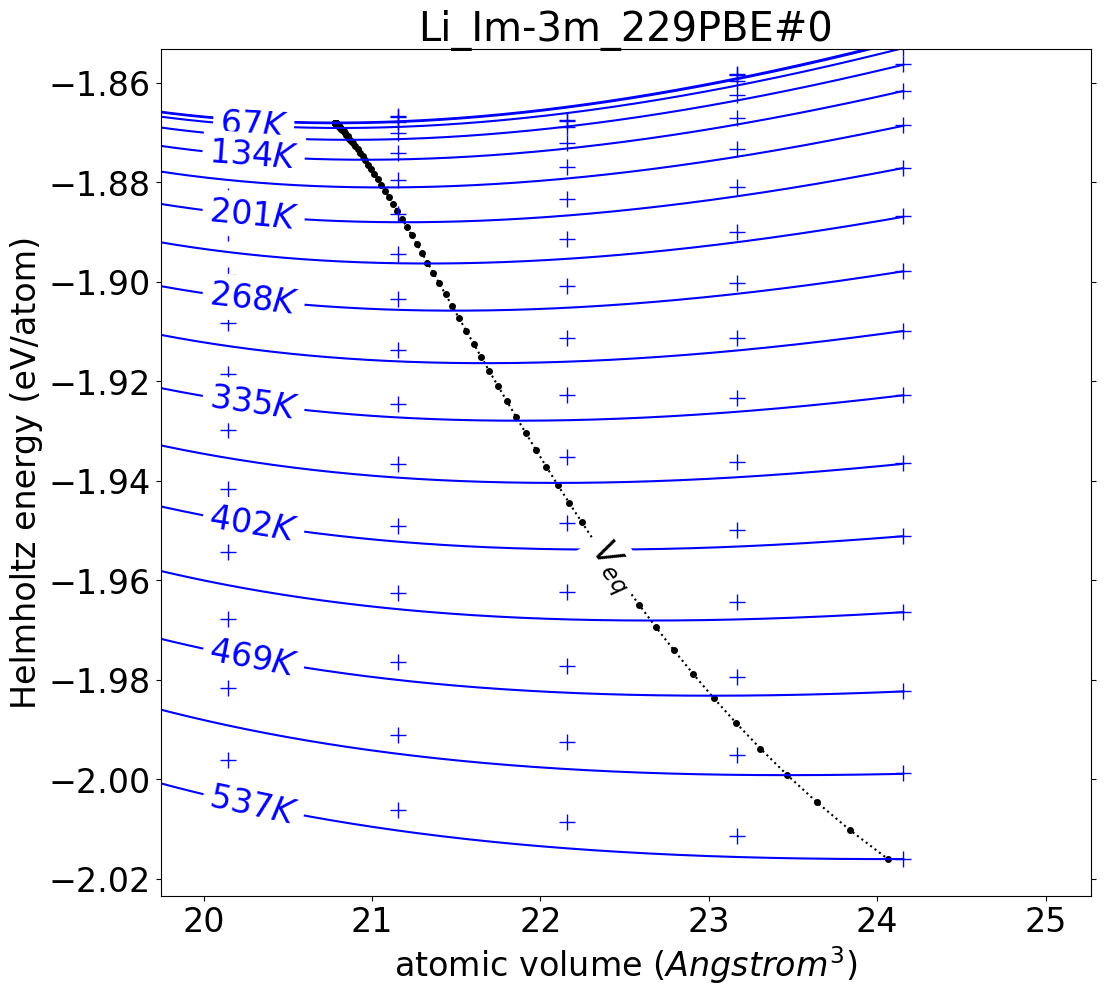 Li_Im-3m_229PBE#0
Helmholtz energy (eV/atom)
−1.86
−1.88
−1.90
−1.92
−1.94
−1.96
−1.98
−2.00
−2.02
67K
134K
201K
268K
335K
402K
469K
537K
V_eq
20 21 22 23 24 25
atomic volume (Angstrom³)